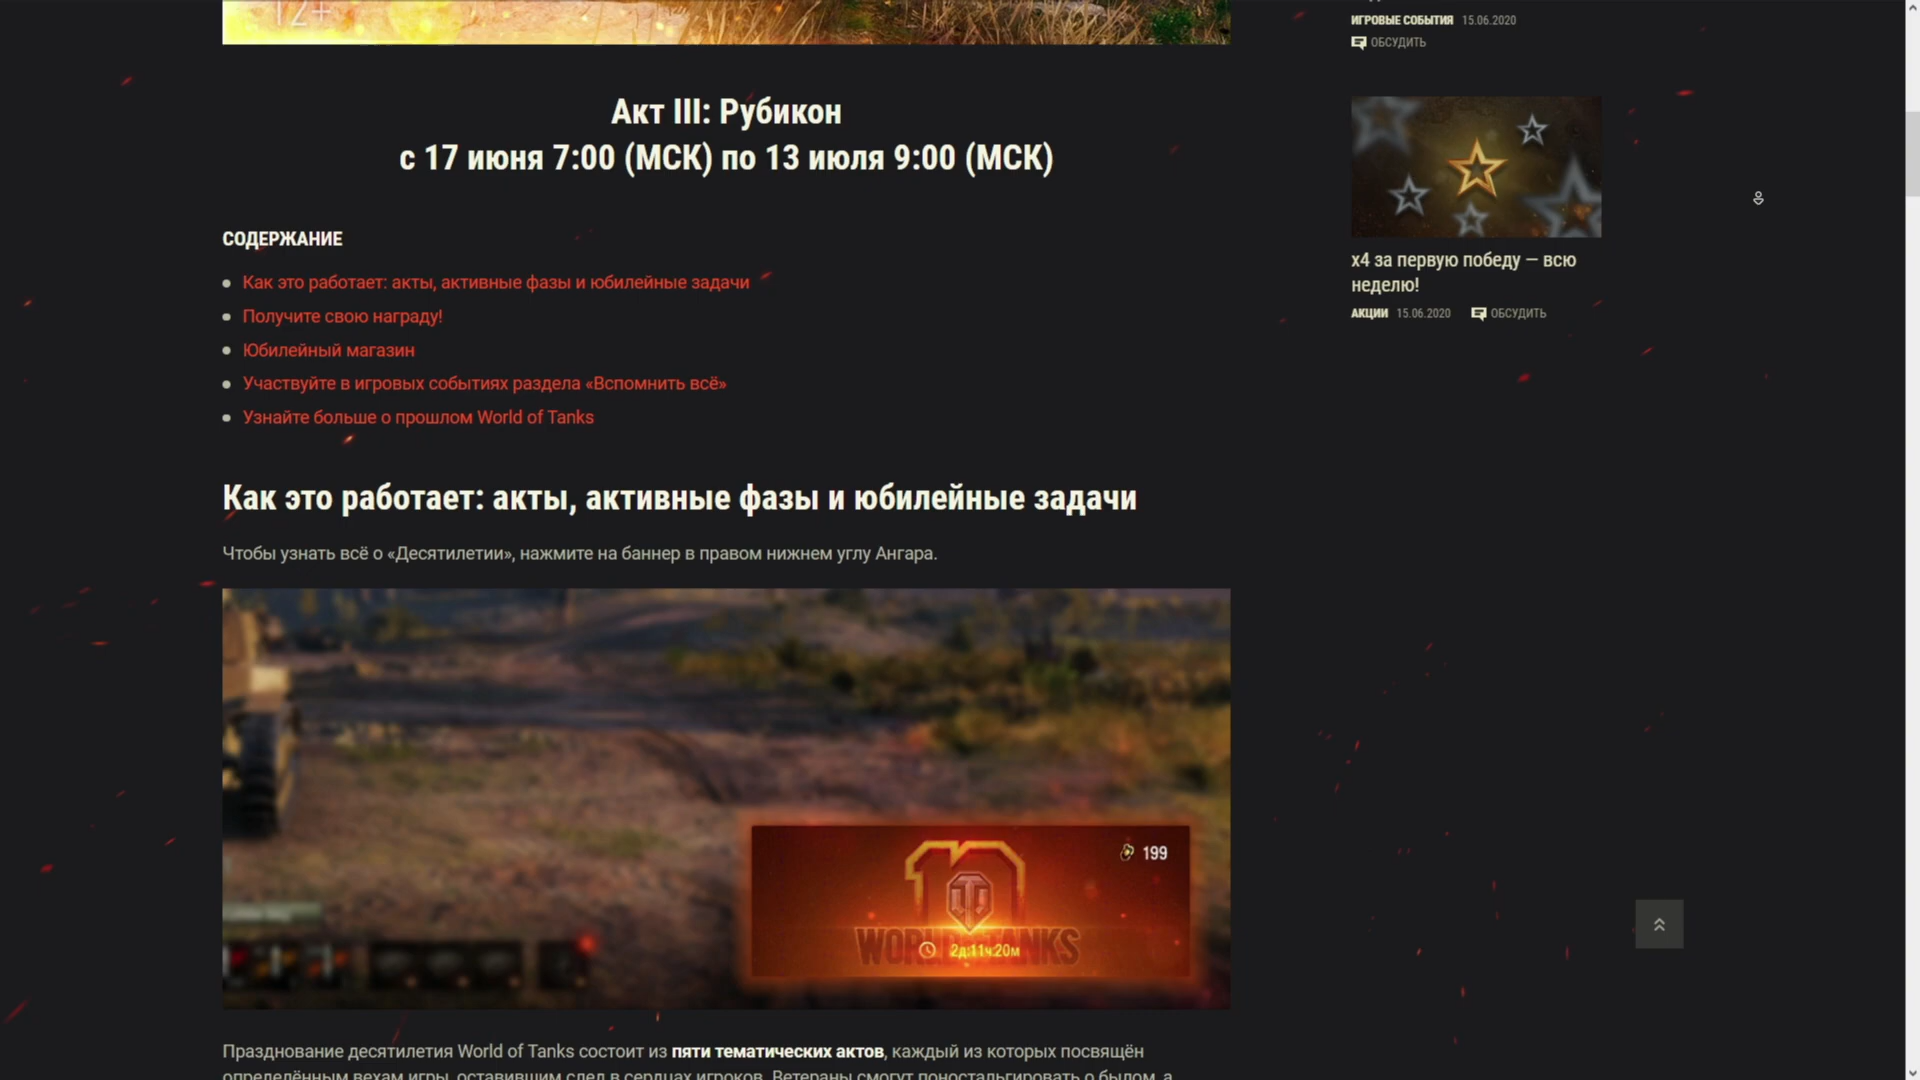 12+
ИГРОВЫЕ СОБЫТИЯ 15.06.2020
ОБСУДИТЬ
Акт III: Рубикон
с 17 июня 7:00 (МСК) по 13 июля 9:00 (МСК)
х4 за первую победу — всю
неделю!
АКЦИИ 15.06.2020 ОБСУДИТЬ
СОДЕРЖАНИЕ
Как это работает: акты, активные фазы и юбилейные задачи
Получите свою награду!
Юбилейный магазин
Участвуйте в игровых событиях раздела «Вспомнить всё»
Узнайте больше о прошлом World of Tanks
Как это работает: акты, активные фазы и юбилейные задачи
Чтобы узнать всё о «Десятилетии», нажмите на баннер в правом нижнем углу Ангара.
199
10
WORLD OF TANKS
2д:11ч:20м
Празднование десятилетия World of Tanks состоит из пяти тематических актов, каждый из которых посвящён
определённым вехам игры, оставившим след в сердцах игроков. Ветераны смогут поностальгировать о былом, а